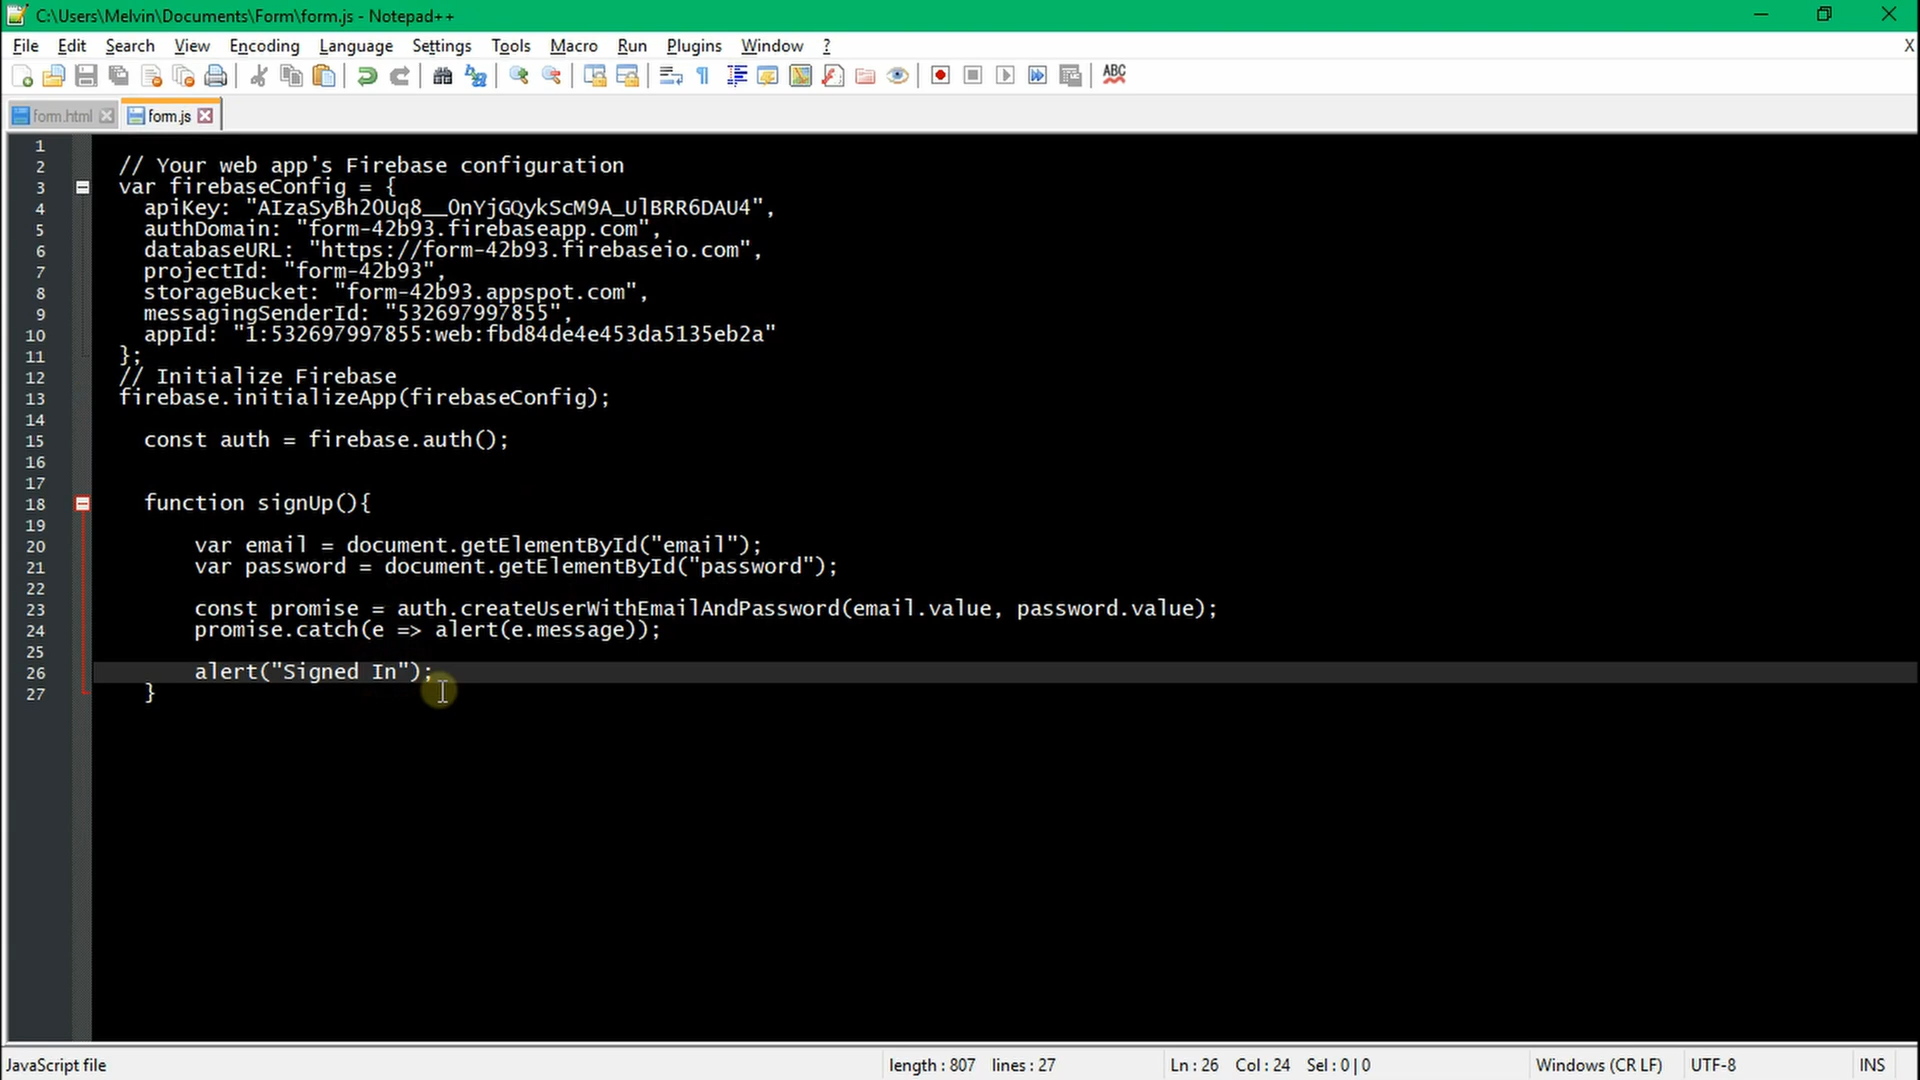 C:\Users\Melvin\Documents\Form\form.js - Notepad++
File Edit Search View Encoding Language Settings Tools Macro Run Plugins Window ? X
ABC
form.html form.js
1
2 // Your web app's Firebase configuration
3 var firebaseConfig = {
4 apiKey: "AIzaSyBh2OUq8__OnYjGQykScM9A_UlBRR6DAU4",
5 authDomain: "form-42b93.firebaseapp.com",
6 databaseURL: "https://form-42b93.firebaseio.com",
7 projectId: "form-42b93",
8 storageBucket: "form-42b93.appspot.com",
9 messagingSenderId: "532697997855",
10 appId: "1:532697997855:web:fbd84de4e453da5135eb2a"
11 };
12 // Initialize Firebase
13 firebase.initializeApp(firebaseConfig);
14
15 const auth = firebase.auth();
16
17
18 function signUp(){
19
20 var email = document.getElementById("email");
21 var password = document.getElementById("password");
22
23 const promise = auth.createUserWithEmailAndPassword(email.value, password.value);
24 promise.catch(e => alert(e.message));
25
26 alert("Signed In");
27 }
JavaScript file length : 807 lines : 27 Ln : 26 Col : 24 Sel : 0 | 0 Windows (CR LF) UTF-8 INS